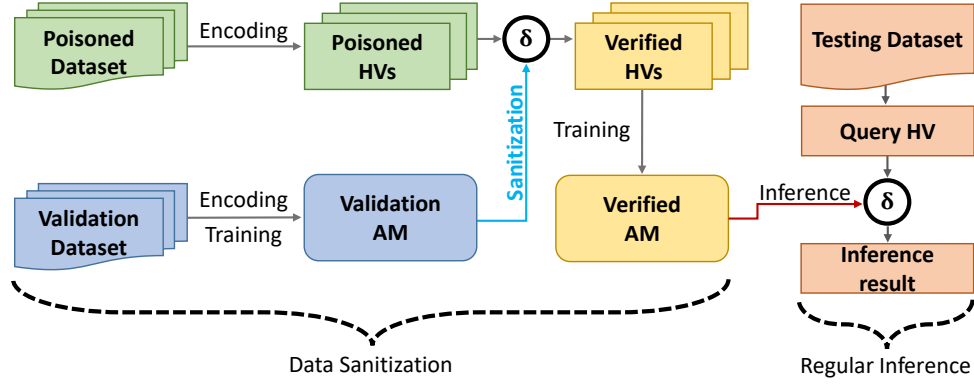 Poisoned
Dataset
Encoding
Poisoned
HVs
δ
Verified
HVs
Testing Dataset
Sanitization
Training
Query HV
Validation
Dataset
Encoding
Training
Validation
AM
Verified
AM
Inference
δ
Inference
result
Data Sanitization
Regular Inference